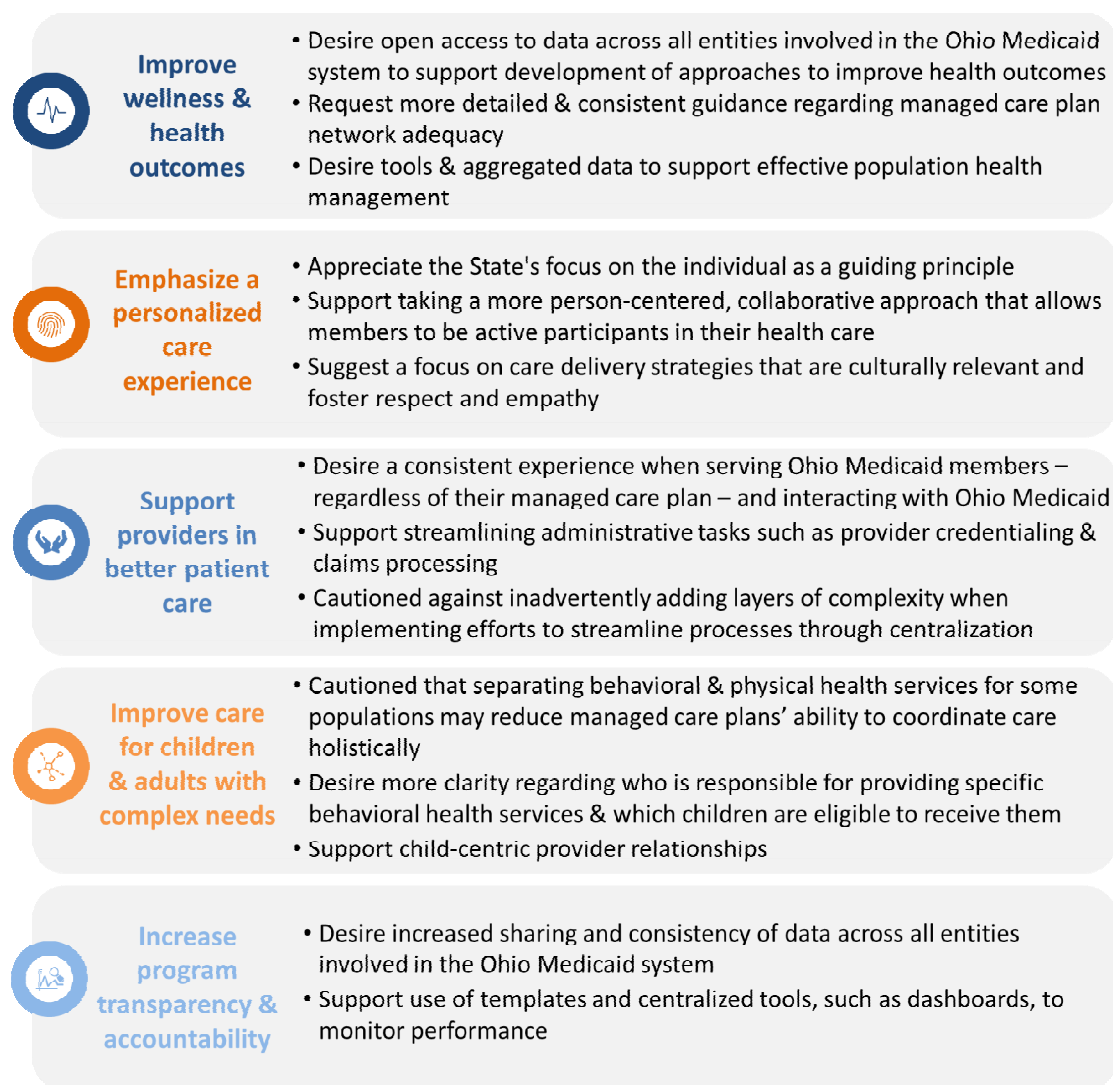 Improve
wellness &
health
outcomes
• Desire open access to data across all entities involved in the Ohio Medicaid
system to support development of approaches to improve health outcomes
• Request more detailed & consistent guidance regarding managed care plan
network adequacy
• Desire tools & aggregated data to support effective population health
management
Emphasize a
personalized
care
experience
• Appreciate the State's focus on the individual as a guiding principle
• Support taking a more person-centered, collaborative approach that allows
members to be active participants in their health care
• Suggest a focus on care delivery strategies that are culturally relevant and
foster respect and empathy
Support
providers in
better patient
care
• Desire a consistent experience when serving Ohio Medicaid members –
regardless of their managed care plan – and interacting with Ohio Medicaid
• Support streamlining administrative tasks such as provider credentialing &
claims processing
• Cautioned against inadvertently adding layers of complexity when
implementing efforts to streamline processes through centralization
Improve care
for children
& adults with
complex needs
• Cautioned that separating behavioral & physical health services for some
populations may reduce managed care plans’ ability to coordinate care
holistically
• Desire more clarity regarding who is responsible for providing specific
behavioral health services & which children are eligible to receive them
• Support child-centric provider relationships
Increase
program
transparency &
accountability
• Desire increased sharing and consistency of data across all entities
involved in the Ohio Medicaid system
• Support use of templates and centralized tools, such as dashboards, to
monitor performance